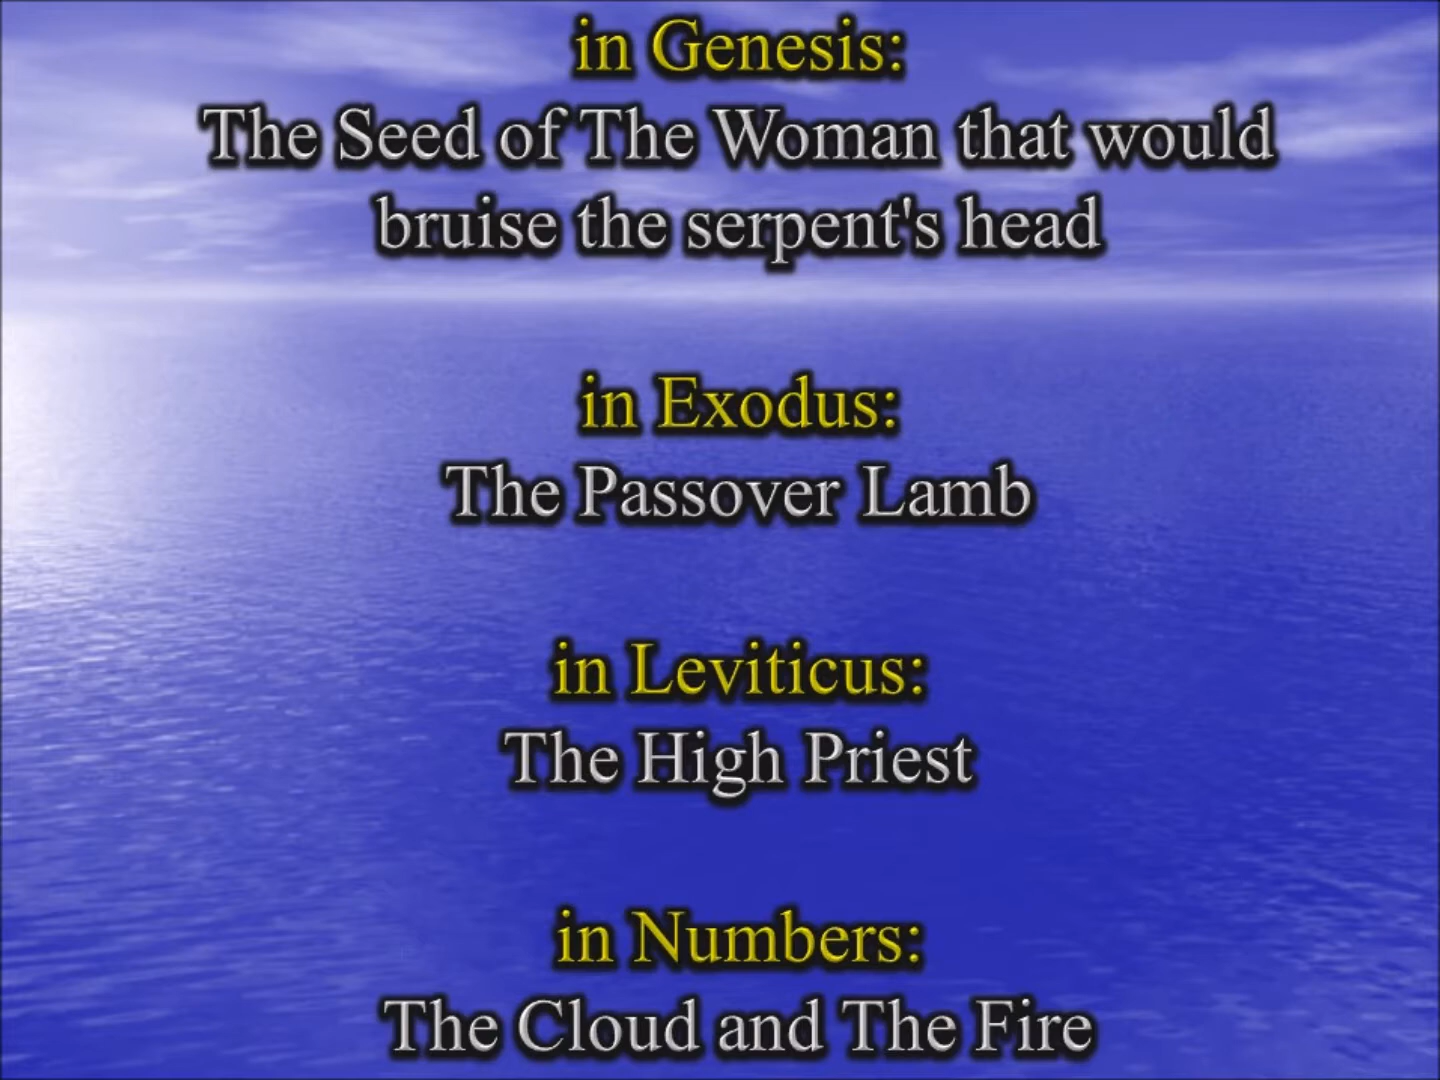 in Genesis:
The Seed of The Woman that would
bruise the serpent's head
in Exodus:
The Passover Lamb
in Leviticus:
The High Priest
in Numbers:
The Cloud and The Fire